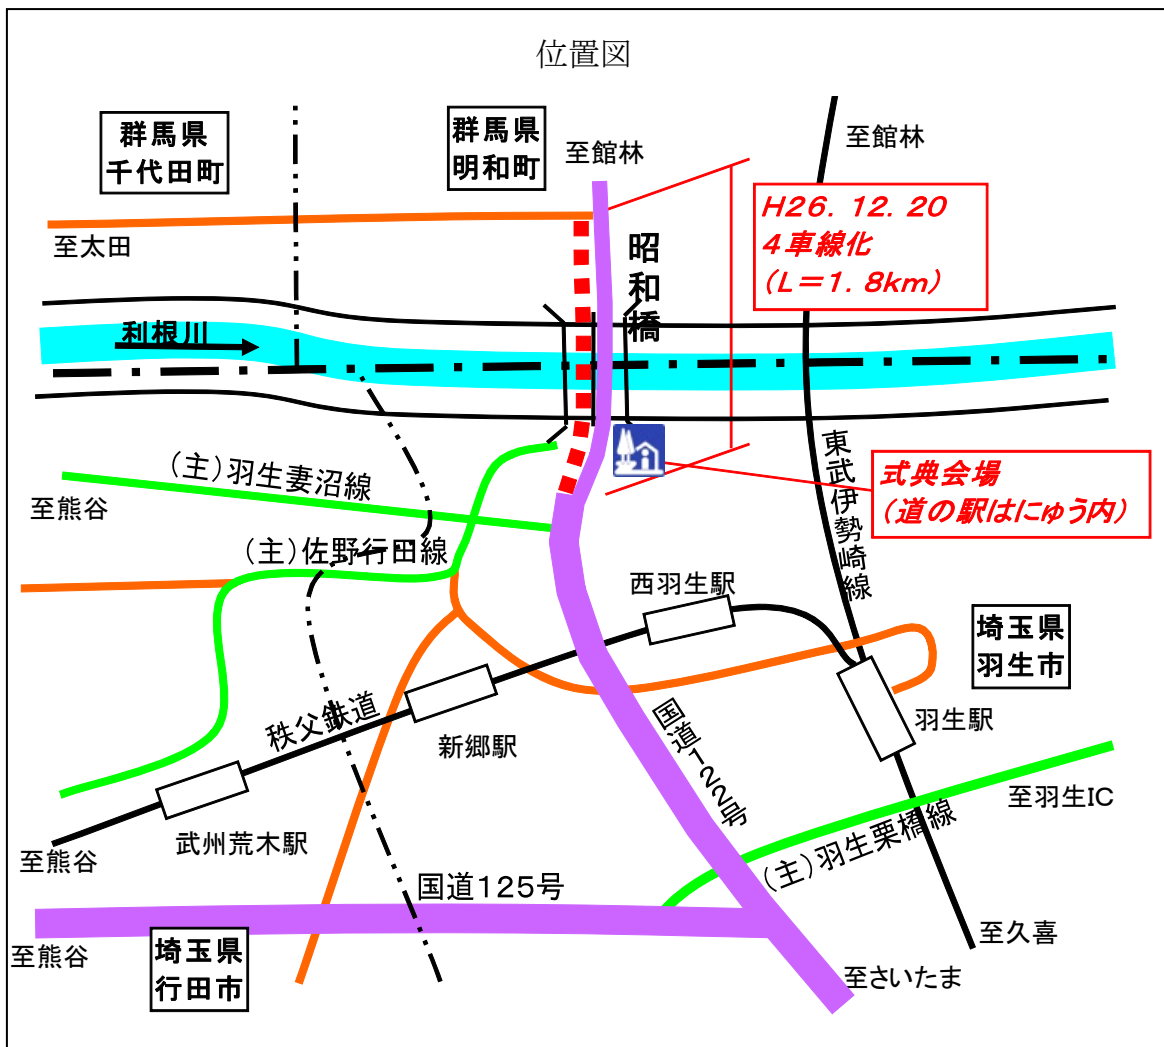 位置図
群馬県
千代田町
群馬県
明和町
至館林
至館林
H26.12.20
4車線化
(L=1.8km)
至太田
昭和橋
利根川
(主)羽生妻沼線
至熊谷
式典会場
(道の駅はにゅう内)
東武伊勢崎線
(主)佐野行田線
西羽生駅
埼玉県
羽生市
秩父鉄道
新郷駅
国道122号
羽生駅
至羽生IC
武州荒木駅
至熊谷
(主)羽生栗橋線
国道125号
至熊谷
埼玉県
行田市
至久喜
至さいたま